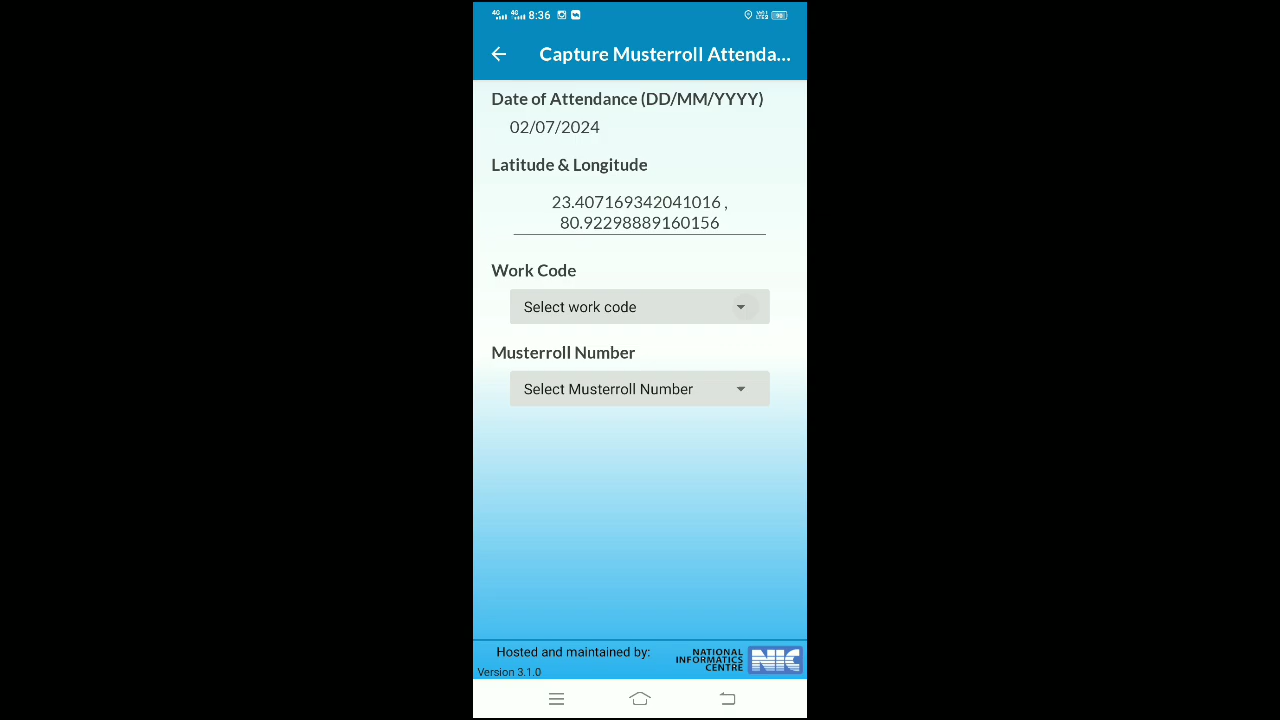 8:36
Capture Musterroll Attenda...
Date of Attendance (DD/MM/YYYY)
02/07/2024
Latitude & Longitude
23.407169342041016 ,
80.92298889160156
Work Code
Select work code
Musterroll Number
Select Musterroll Number
Hosted and maintained by:
NATIONAL
INFORMATICS
CENTRE
NIC
Version 3.1.0